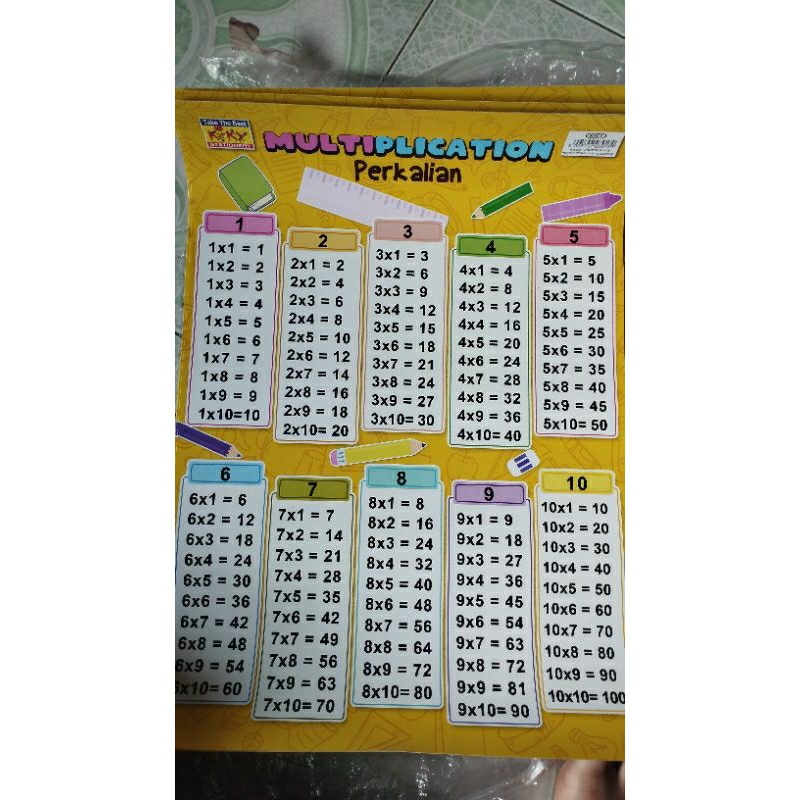 Take The Best
KiKY
STATIONERY
MULTIPLICATION
Perkalian
1
1x1 = 1
1x2 = 2
1x3 = 3
1x4 = 4
1x5 = 5
1x6 = 6
1x7 = 7
1x8 = 8
1x9 = 9
1x10=10
2
2x1 = 2
2x2 = 4
2x3 = 6
2x4 = 8
2x5 = 10
2x6 = 12
2x7 = 14
2x8 = 16
2x9 = 18
2x10= 20
3
3x1 = 3
3x2 = 6
3x3 = 9
3x4 = 12
3x5 = 15
3x6 = 18
3x7 = 21
3x8 = 24
3x9 = 27
3x10= 30
4
4x1 = 4
4x2 = 8
4x3 = 12
4x4 = 16
4x5 = 20
4x6 = 24
4x7 = 28
4x8 = 32
4x9 = 36
4x10= 40
5
5x1 = 5
5x2 = 10
5x3 = 15
5x4 = 20
5x5 = 25
5x6 = 30
5x7 = 35
5x8 = 40
5x9 = 45
5x10= 50
6
6x1 = 6
6x2 = 12
6x3 = 18
6x4 = 24
6x5 = 30
6x6 = 36
6x7 = 42
6x8 = 48
6x9 = 54
6x10= 60
7
7x1 = 7
7x2 = 14
7x3 = 21
7x4 = 28
7x5 = 35
7x6 = 42
7x7 = 49
7x8 = 56
7x9 = 63
7x10= 70
8
8x1 = 8
8x2 = 16
8x3 = 24
8x4 = 32
8x5 = 40
8x6 = 48
8x7 = 56
8x8 = 64
8x9 = 72
8x10= 80
9
9x1 = 9
9x2 = 18
9x3 = 27
9x4 = 36
9x5 = 45
9x6 = 54
9x7 = 63
9x8 = 72
9x9 = 81
9x10= 90
10
10x1 = 10
10x2 = 20
10x3 = 30
10x4 = 40
10x5 = 50
10x6 = 60
10x7 = 70
10x8 = 80
10x9 = 90
10x10= 100